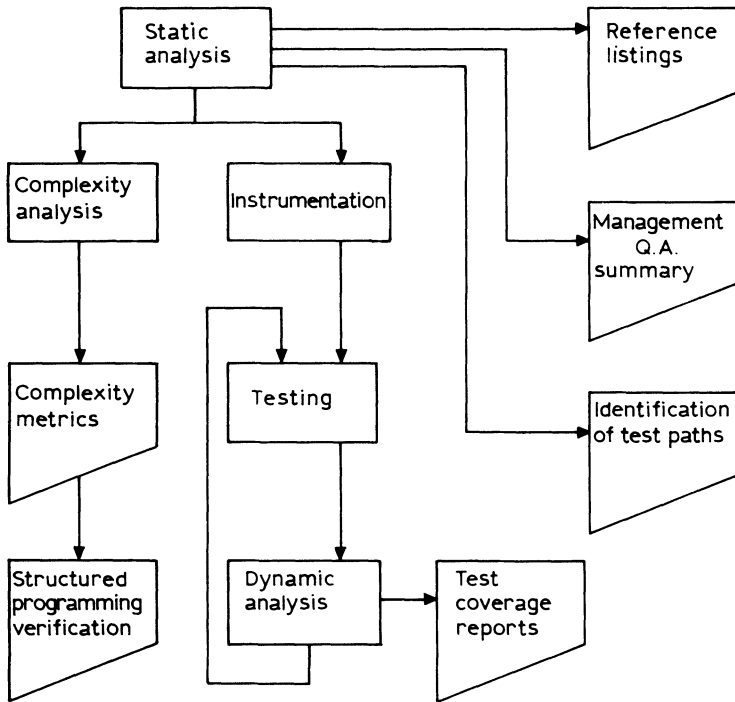 Static
analysis
Reference
listings
Complexity
analysis
Instrumentation
Management
Q.A.
summary
Complexity
metrics
Testing
Identification
of test paths
Structured
programming
verification
Dynamic
analysis
Test
coverage
reports